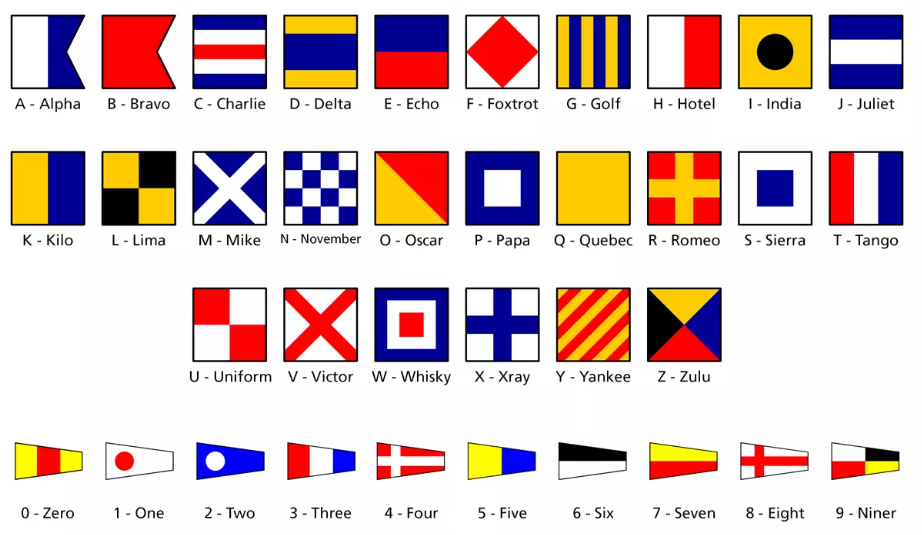 A - Alpha B - Bravo C - Charlie D - Delta E - Echo F - Foxtrot G - Golf H - Hotel I - India J - Juliet
K - Kilo L - Lima M - Mike N - November O - Oscar P - Papa Q - Quebec R - Romeo S - Sierra T - Tango
U - Uniform V - Victor W - Whisky X - Xray Y - Yankee Z - Zulu
0 - Zero 1 - One 2 - Two 3 - Three 4 - Four 5 - Five 6 - Six 7 - Seven 8 - Eight 9 - Niner